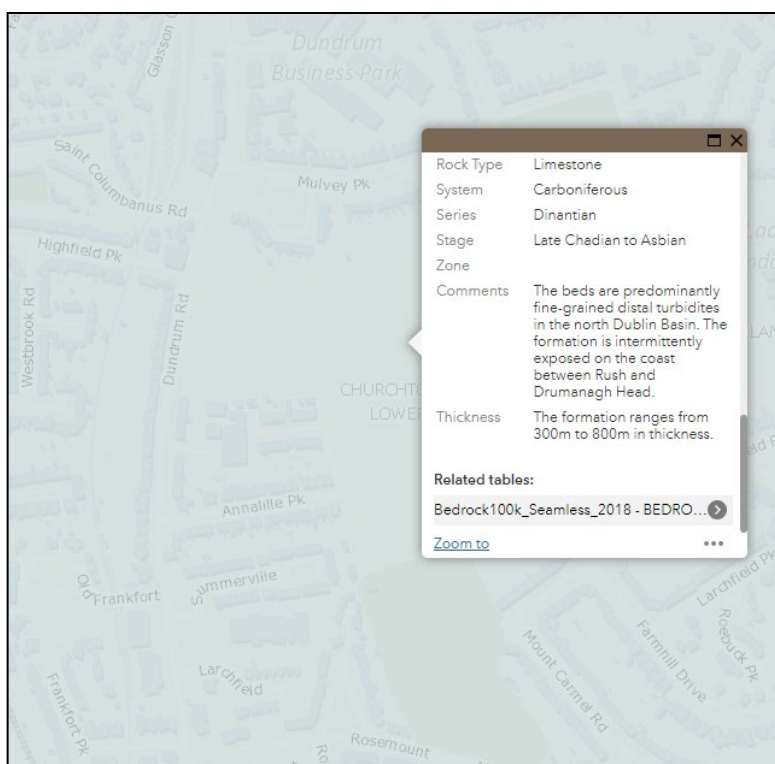 Glasson
Dundrum
Business Park
Saint Columbanus Rd
Mulvey Pk
Highfield Pk
Westbrook Rd
Dundrum Rd
CHURCHTO
LOWER
Annaville Pk
Old Frankfort
Summerville
Larchfield
Frankfort Pk
Rosemount
Mount Carmel Rd
Farmhill Drive
Roebuck Pk
Larchfield Pk
Rock Type Limestone
System Carboniferous
Series Dinantian
Stage Late Chadian to Asbian
Zone
Comments The beds are predominantly
fine-grained distal turbidites
in the north Dublin Basin. The
formation is intermittently
exposed on the coast
between Rush and
Drumanagh Head.
Thickness The formation ranges from
300m to 800m in thickness.
Related tables:
Bedrock100k_Seamless_2018 - BEDRO...
Zoom to